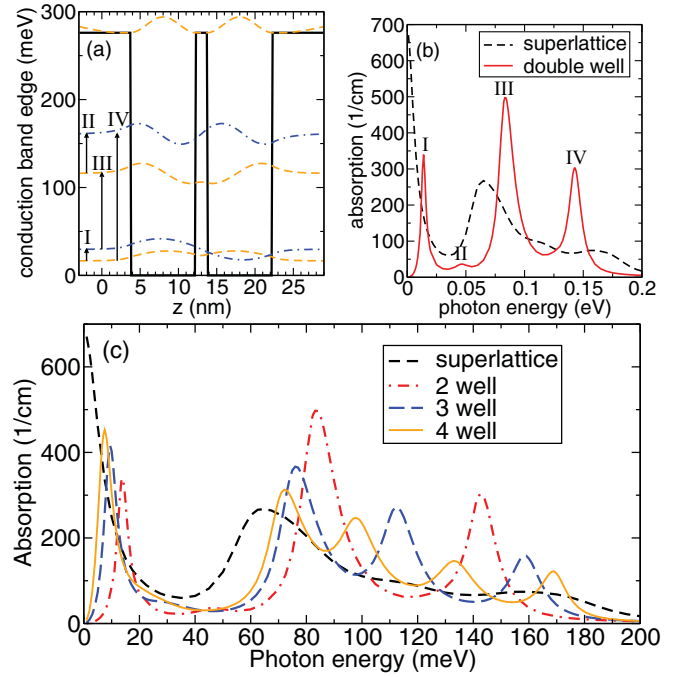 (a)
conduction band edge (meV)
300
200
100
0
II
IV
III
I
0 5 10 15 20 25
z (nm)
(b)
superlattice
double well
absorption (1/cm)
700
600
500
400
300
200
100
0
I
II
III
IV
0 0.05 0.1 0.15 0.2
photon energy (eV)
(c)
superlattice
2 well
3 well
4 well
Absorption (1/cm)
600
400
200
0
0 20 40 60 80 100 120 140 160 180 200
Photon energy (meV)